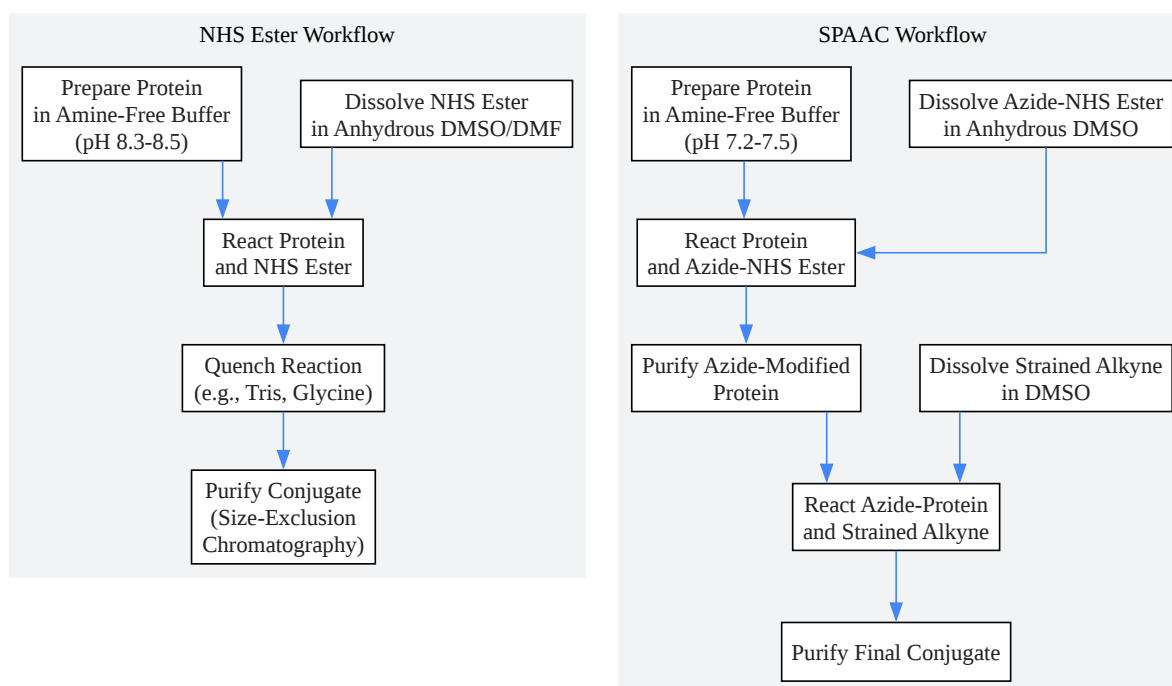 NHS Ester Workflow
Prepare Protein
in Amine-Free Buffer
(pH 8.3-8.5)
Dissolve NHS Ester
in Anhydrous DMSO/DMF
React Protein
and NHS Ester
Quench Reaction
(e.g., Tris, Glycine)
Purify Conjugate
(Size-Exclusion
Chromatography)
SPAAC Workflow
Prepare Protein
in Amine-Free Buffer
(pH 7.2-7.5)
Dissolve Azide-NHS Ester
in Anhydrous DMSO
React Protein
and Azide-NHS Ester
Purify Azide-Modified
Protein
Dissolve Strained Alkyne
in DMSO
React Azide-Protein
and Strained Alkyne
Purify Final Conjugate